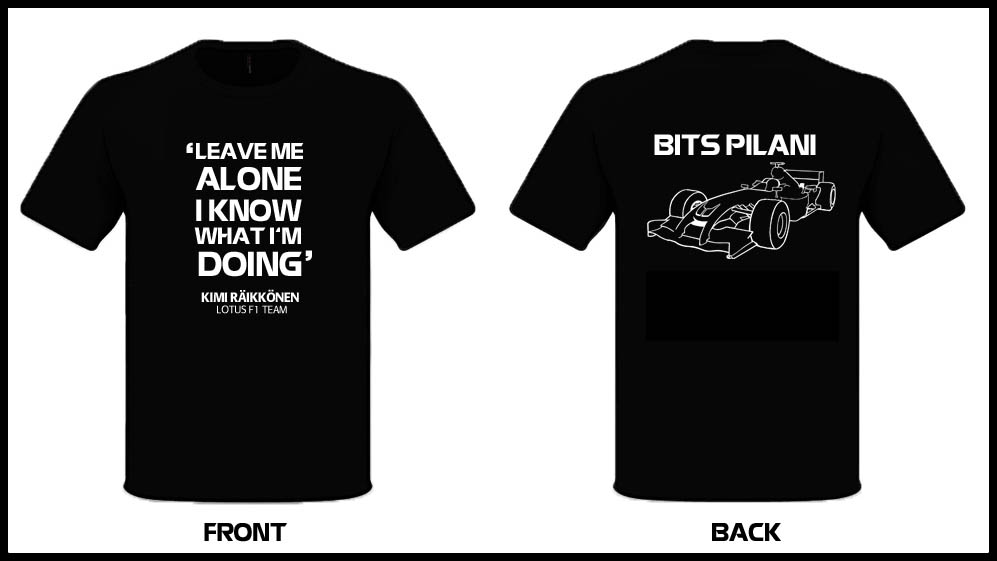 ‘LEAVE ME
ALONE
I KNOW
WHAT I'M
DOING’
KIMI RÄIKKÖNEN
LOTUS F1 TEAM
FRONT
BITS PILANI
BACK